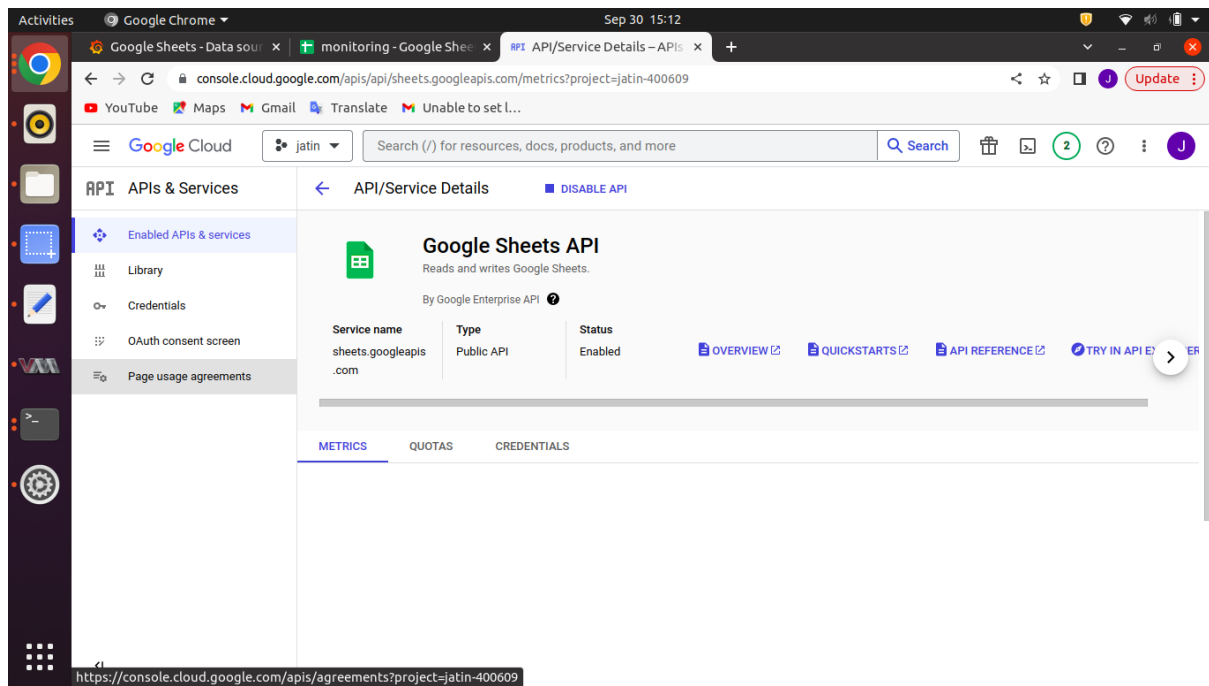 Activities Google Chrome Sep 30 15:12
Google Sheets - Data sour monitoring - Google Shee API API/Service Details – APIs
console.cloud.google.com/apis/api/sheets.googleapis.com/metrics?project=jatin-400609 J Update
YouTube Maps Gmail Translate Unable to set l...
Google Cloud jatin Search (/) for resources, docs, products, and more Search 2 J
API APIs & Services API/Service Details DISABLE API
Enabled APIs & services
Library
Credentials
OAuth consent screen
Page usage agreements
Google Sheets API
Reads and writes Google Sheets.
By Google Enterprise API
Service name Type Status
sheets.googleapis Public API Enabled OVERVIEW QUICKSTARTS API REFERENCE TRY IN API
.com
METRICS QUOTAS CREDENTIALS
https://console.cloud.google.com/apis/agreements?project=jatin-400609